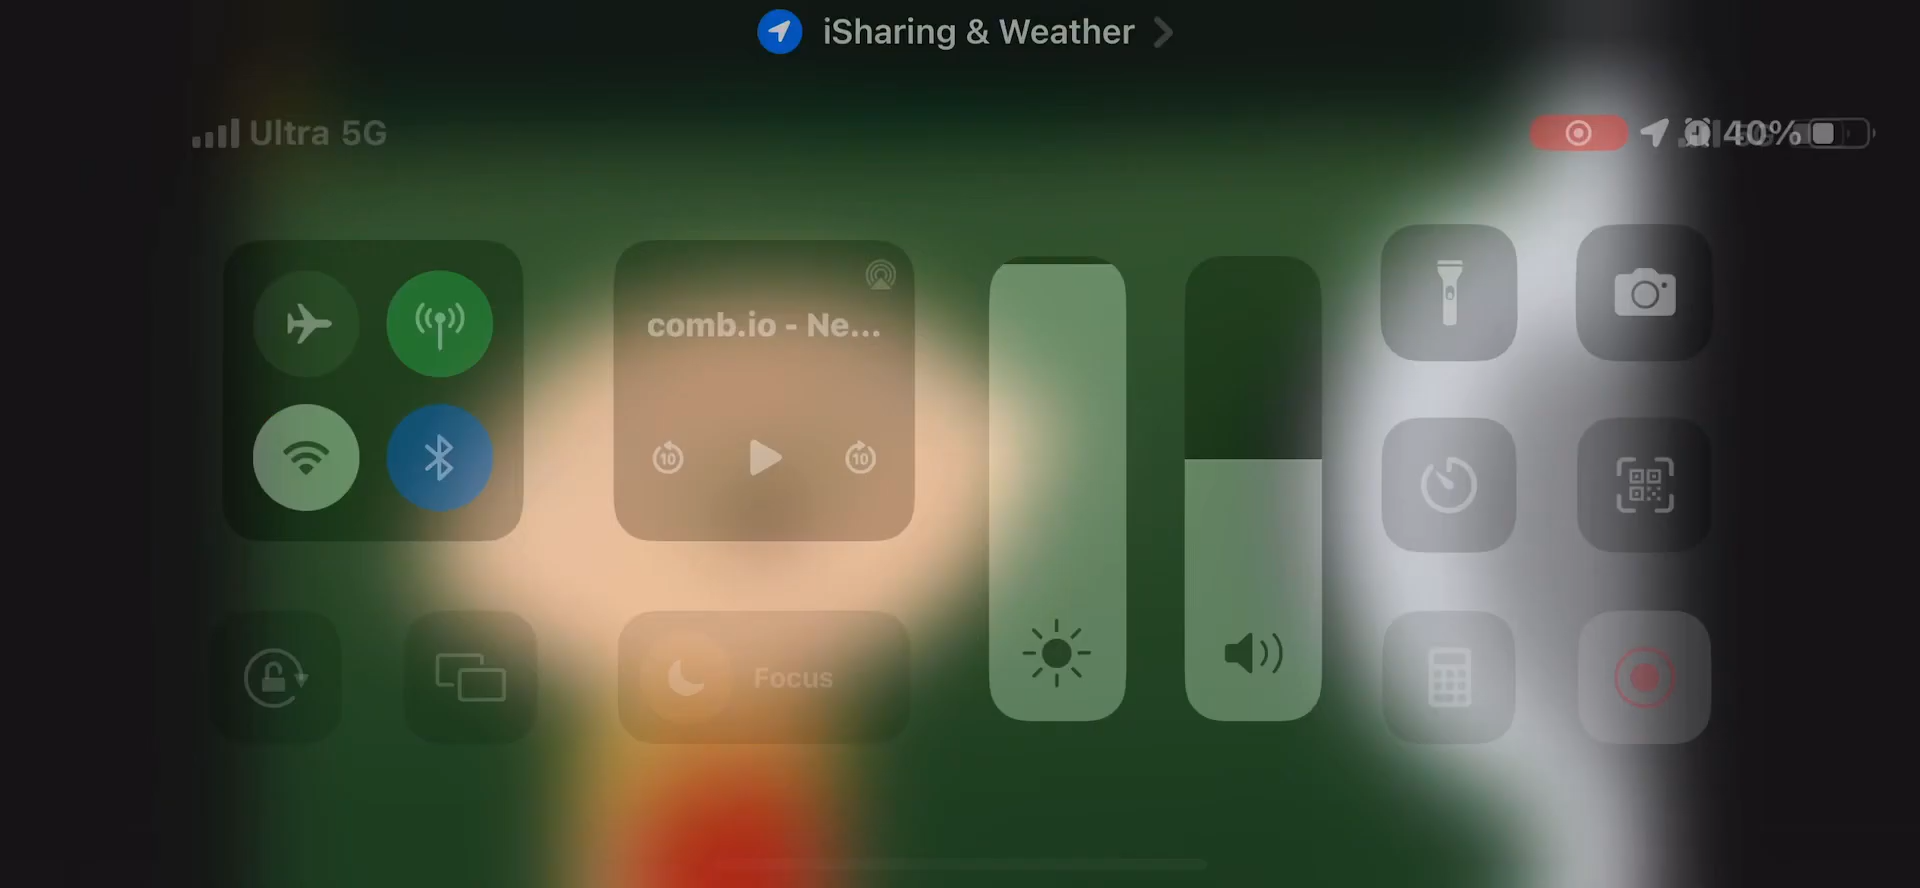 iSharing & Weather
Ultra 5G
40%
comb.io - Ne...
10
10
Focus